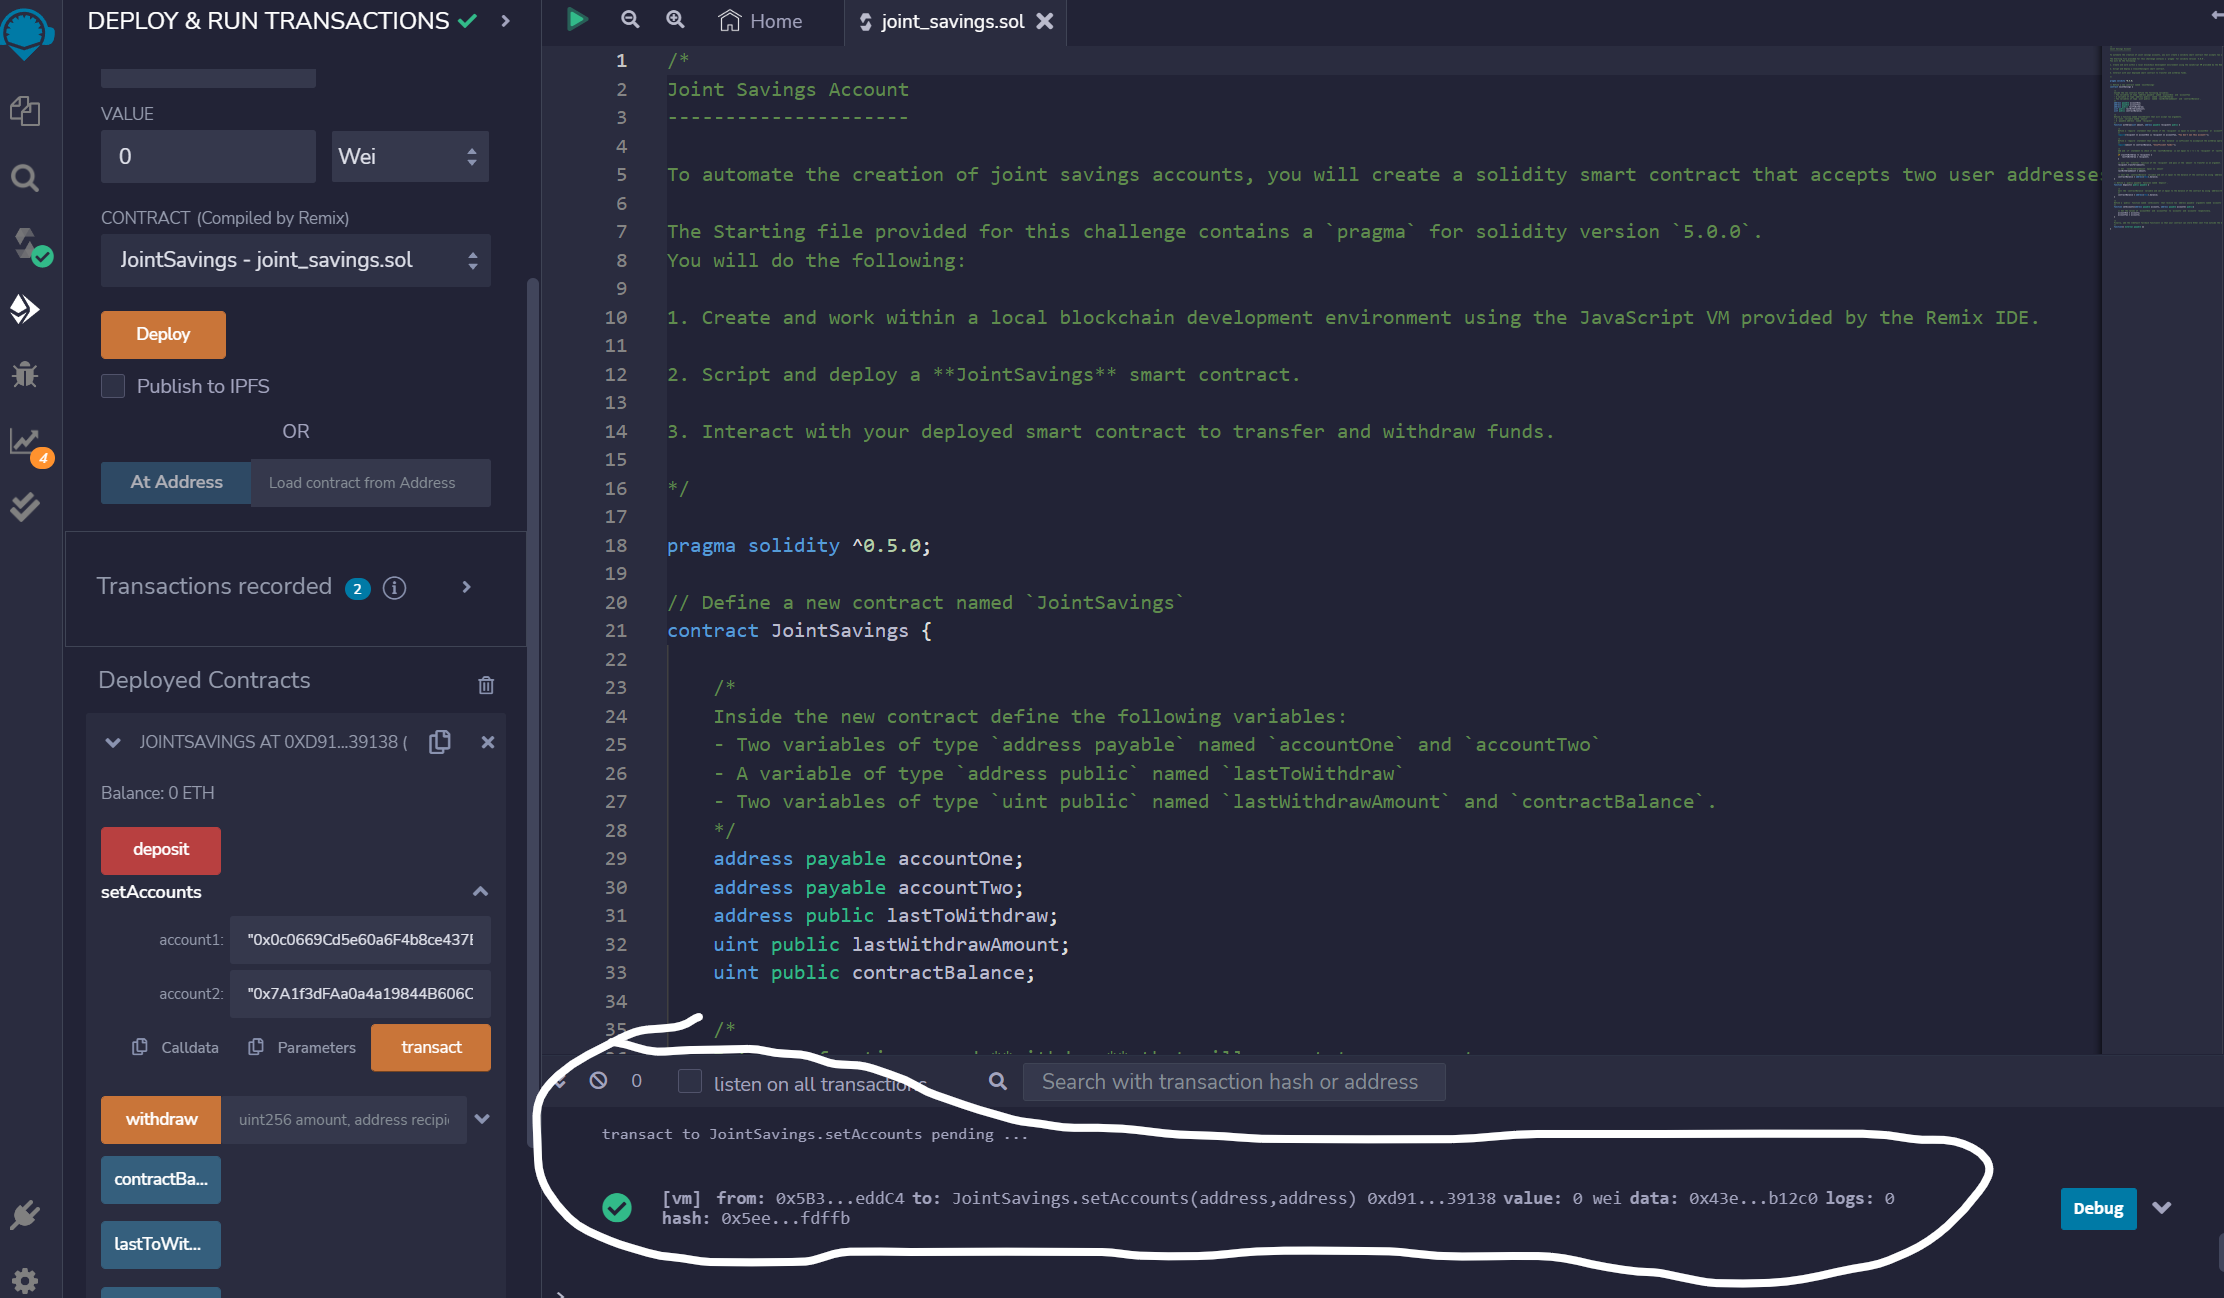 DEPLOY & RUN TRANSACTIONS
VALUE
0
Wei
CONTRACT (Compiled by Remix)
JointSavings - joint_savings.sol
Deploy
Publish to IPFS
OR
At Address
Load contract from Address
Transactions recorded 2
Deployed Contracts
JOINTSAVINGS AT 0XD91...39138 (
Balance: 0 ETH
deposit
setAccounts
account1: "0x0c0669Cd5e60a6F4b8ce437
account2: "0x7A1f3dFAa0a4a19844B606
Calldata
Parameters
transact
withdraw
uint256 amount, address recipi
contractBa...
lastToWit...
4
Home
joint_savings.sol
1 /*
2 Joint Savings Account
3 ---------------------
4
5 To automate the creation of joint savings accounts, you will create a solidity smart contract that accepts two user addresse
6
7 The Starting file provided for this challenge contains a `pragma` for solidity version `5.0.0`.
8 You will do the following:
9
10 1. Create and work within a local blockchain development environment using the JavaScript VM provided by the Remix IDE.
11
12 2. Script and deploy a **JointSavings** smart contract.
13
14 3. Interact with your deployed smart contract to transfer and withdraw funds.
15
16 */
17
18 pragma solidity ^0.5.0;
19
20 // Define a new contract named `JointSavings`
21 contract JointSavings {
22
23 /*
24 Inside the new contract define the following variables:
25 - Two variables of type `address payable` named `accountOne` and `accountTwo`
26 - A variable of type `address public` named `lastToWithdraw`
27 - Two variables of type `uint public` named `lastWithdrawAmount` and `contractBalance`.
28 */
29 address payable accountOne;
30 address payable accountTwo;
31 address public lastToWithdraw;
32 uint public lastWithdrawAmount;
33 uint public contractBalance;
34
35 /*
0
listen on all transactions
Search with transaction hash or address
transact to JointSavings.setAccounts pending ...
[vm] from: 0x5B3...eddC4 to: JointSavings.setAccounts(address,address) 0xd91...39138 value: 0 wei data: 0x43e...b12c0 logs: 0
hash: 0x5ee...fdffb
Debug